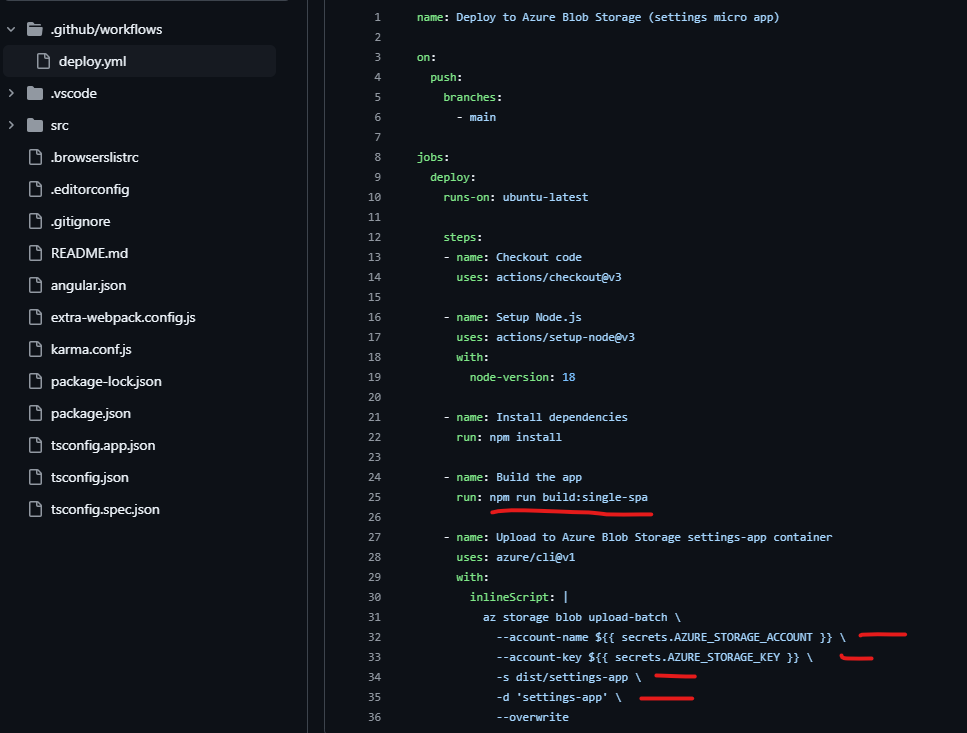 .github/workflows
deploy.yml
.vscode
src
.browserslistrc
.editorconfig
.gitignore
README.md
angular.json
extra-webpack.config.js
karma.conf.js
package-lock.json
package.json
tsconfig.app.json
tsconfig.json
tsconfig.spec.json
1 name: Deploy to Azure Blob Storage (settings micro app)
2
3 on:
4 push:
5 branches:
6 - main
7
8 jobs:
9 deploy:
10 runs-on: ubuntu-latest
11
12 steps:
13 - name: Checkout code
14 uses: actions/checkout@v3
15
16 - name: Setup Node.js
17 uses: actions/setup-node@v3
18 with:
19 node-version: 18
20
21 - name: Install dependencies
22 run: npm install
23
24 - name: Build the app
25 run: npm run build:single-spa
26
27 - name: Upload to Azure Blob Storage settings-app container
28 uses: azure/cli@v1
29 with:
30 inlineScript: |
31 az storage blob upload-batch \
32 --account-name ${{ secrets.AZURE_STORAGE_ACCOUNT }} \
33 --account-key ${{ secrets.AZURE_STORAGE_KEY }} \
34 -s dist/settings-app \
35 -d 'settings-app' \
36 --overwrite